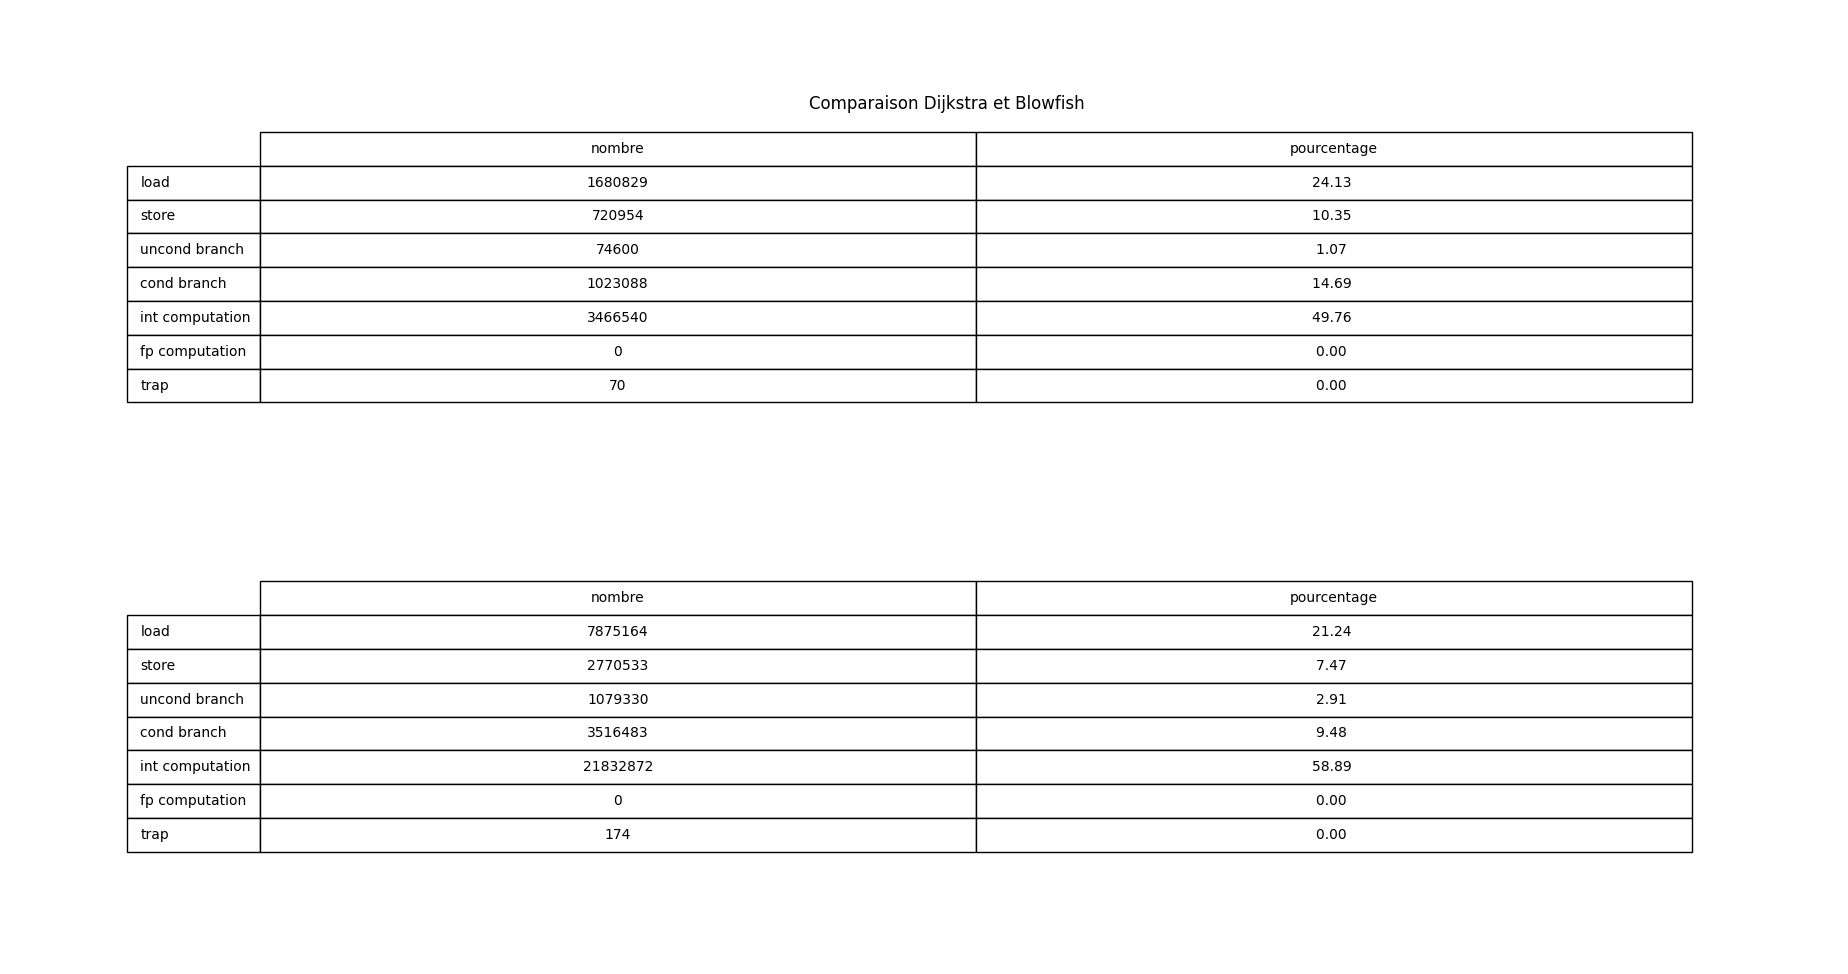 Comparaison Dijkstra et Blowfish
nombre pourcentage
load 1680829 24.13
store 720954 10.35
uncond branch 74600 1.07
cond branch 1023088 14.69
int computation 3466540 49.76
fp computation 0 0.00
trap 70 0.00
nombre pourcentage
load 7875164 21.24
store 2770533 7.47
uncond branch 1079330 2.91
cond branch 3516483 9.48
int computation 21832872 58.89
fp computation 0 0.00
trap 174 0.00